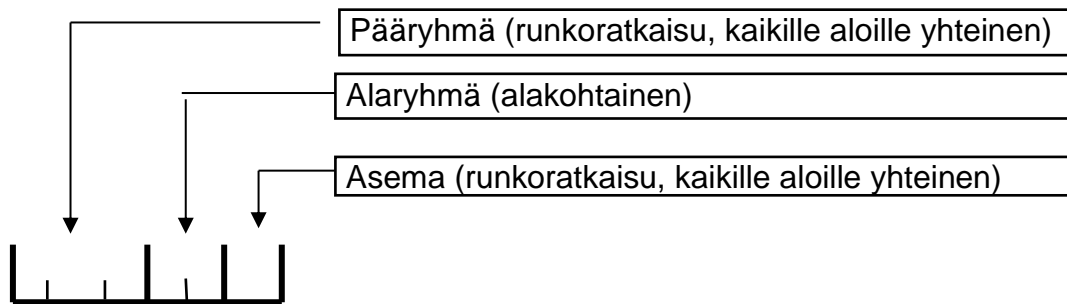 Pääryhmä (runkoratkaisu, kaikille aloille yhteinen)
Alaryhmä (alakohtainen)
Asema (runkoratkaisu, kaikille aloille yhteinen)